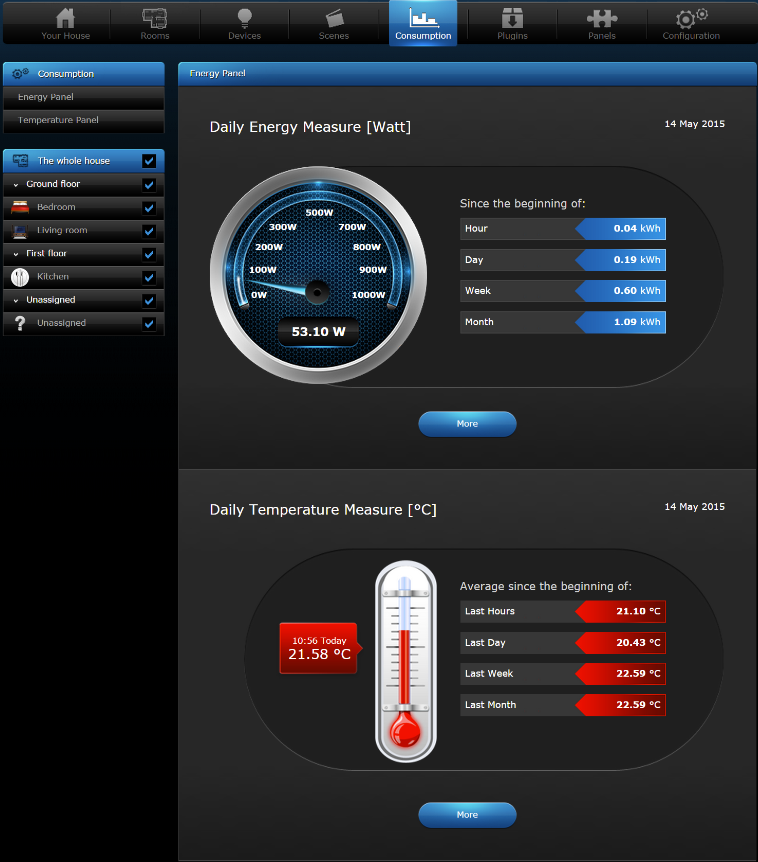 Your House
Rooms
Devices
Scenes
Consumption
Plugins
Panels
Configuration
Consumption
Energy Panel
Temperature Panel
The whole house
Ground floor
Bedroom
Living room
First floor
Kitchen
Unassigned
Unassigned
Energy Panel
Daily Energy Measure [Watt]
14 May 2015
500W
300W 700W
200W 800W
100W 900W
0W 1000W
53.10 W
Since the beginning of:
Hour 0.04 kWh
Day 0.19 kWh
Week 0.60 kWh
Month 1.09 kWh
More
Daily Temperature Measure [°C]
14 May 2015
10:56 Today
21.58 °C
Average since the beginning of:
Last Hours 21.10 °C
Last Day 20.43 °C
Last Week 22.59 °C
Last Month 22.59 °C
More